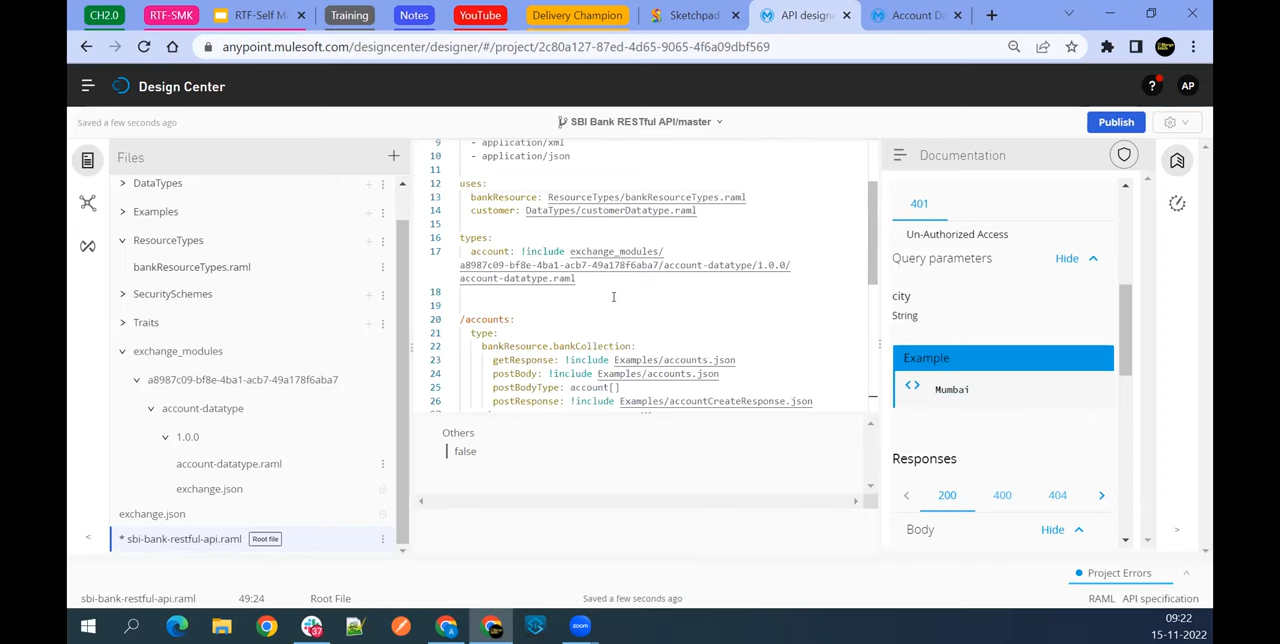 CH2.0
RTF-SMK
RTF-Self M
Training
Notes
YouTube
Delivery Champion
Sketchpad
API designe
Account Da
anypoint.mulesoft.com/designcenter/designer/#/project/2c80a127-87ed-4d65-9065-4f6a09dbf569
Design Center
?
AP
Saved a few seconds ago
SBI Bank RESTful API/master
Publish
Files
DataTypes
Examples
ResourceTypes
bankResourceTypes.raml
SecuritySchemes
Traits
exchange_modules
a8987c09-bf8e-4ba1-acb7-49a178f6aba7
account-datatype
1.0.0
account-datatype.raml
exchange.json
exchange.json
* sbi-bank-restful-api.raml Root file
9 - application/xml
10 - application/json
11
12 uses:
13 bankResource: ResourceTypes/bankResourceTypes.raml
14 customer: DataTypes/customerDatatype.raml
15
16 types:
17 account: !include exchange_modules/
a8987c09-bf8e-4ba1-acb7-49a178f6aba7/account-datatype/1.0.0/
account-datatype.raml
18
19
20 /accounts:
21 type:
22 bankResource.bankCollection:
23 getResponse: !include Examples/accounts.json
24 postBody: !include Examples/accounts.json
25 postBodyType: account[]
26 postResponse: !include Examples/accountCreateResponse.json
Others
false
Documentation
401
Un-Authorized Access
Query parameters Hide
city
String
Example
Mumbai
Responses
200 400 404
Body Hide
Project Errors
sbi-bank-restful-api.raml 49:24 Root File Saved a few seconds ago RAML API specification
37
zoom
09:22
15-11-2022